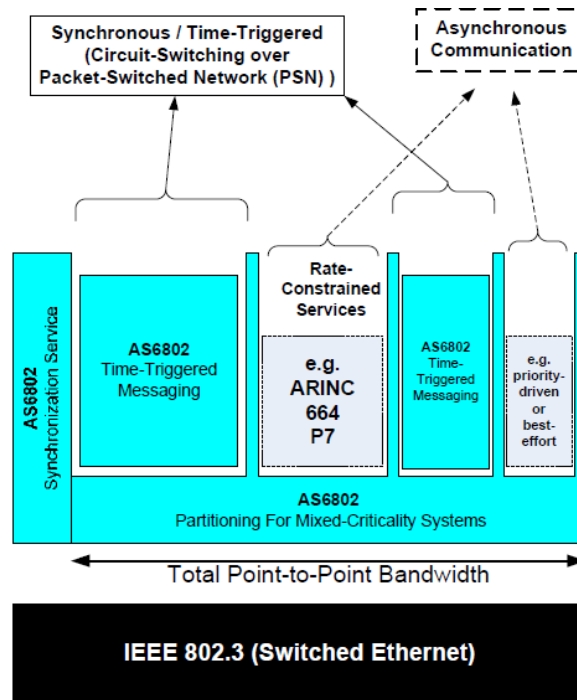 Synchronous / Time-Triggered
(Circuit-Switching over
Packet-Switched Network (PSN) )
Asynchronous
Communication
AS6802
Synchronization Service
AS6802
Time-Triggered
Messaging
Rate-
Constrained
Services
e.g.
ARINC
664
P7
AS6802
Time-
Triggered
Messaging
e.g.
priority-
driven
or
best-
effort
AS6802
Partitioning For Mixed-Criticality Systems
Total Point-to-Point Bandwidth
IEEE 802.3 (Switched Ethernet)